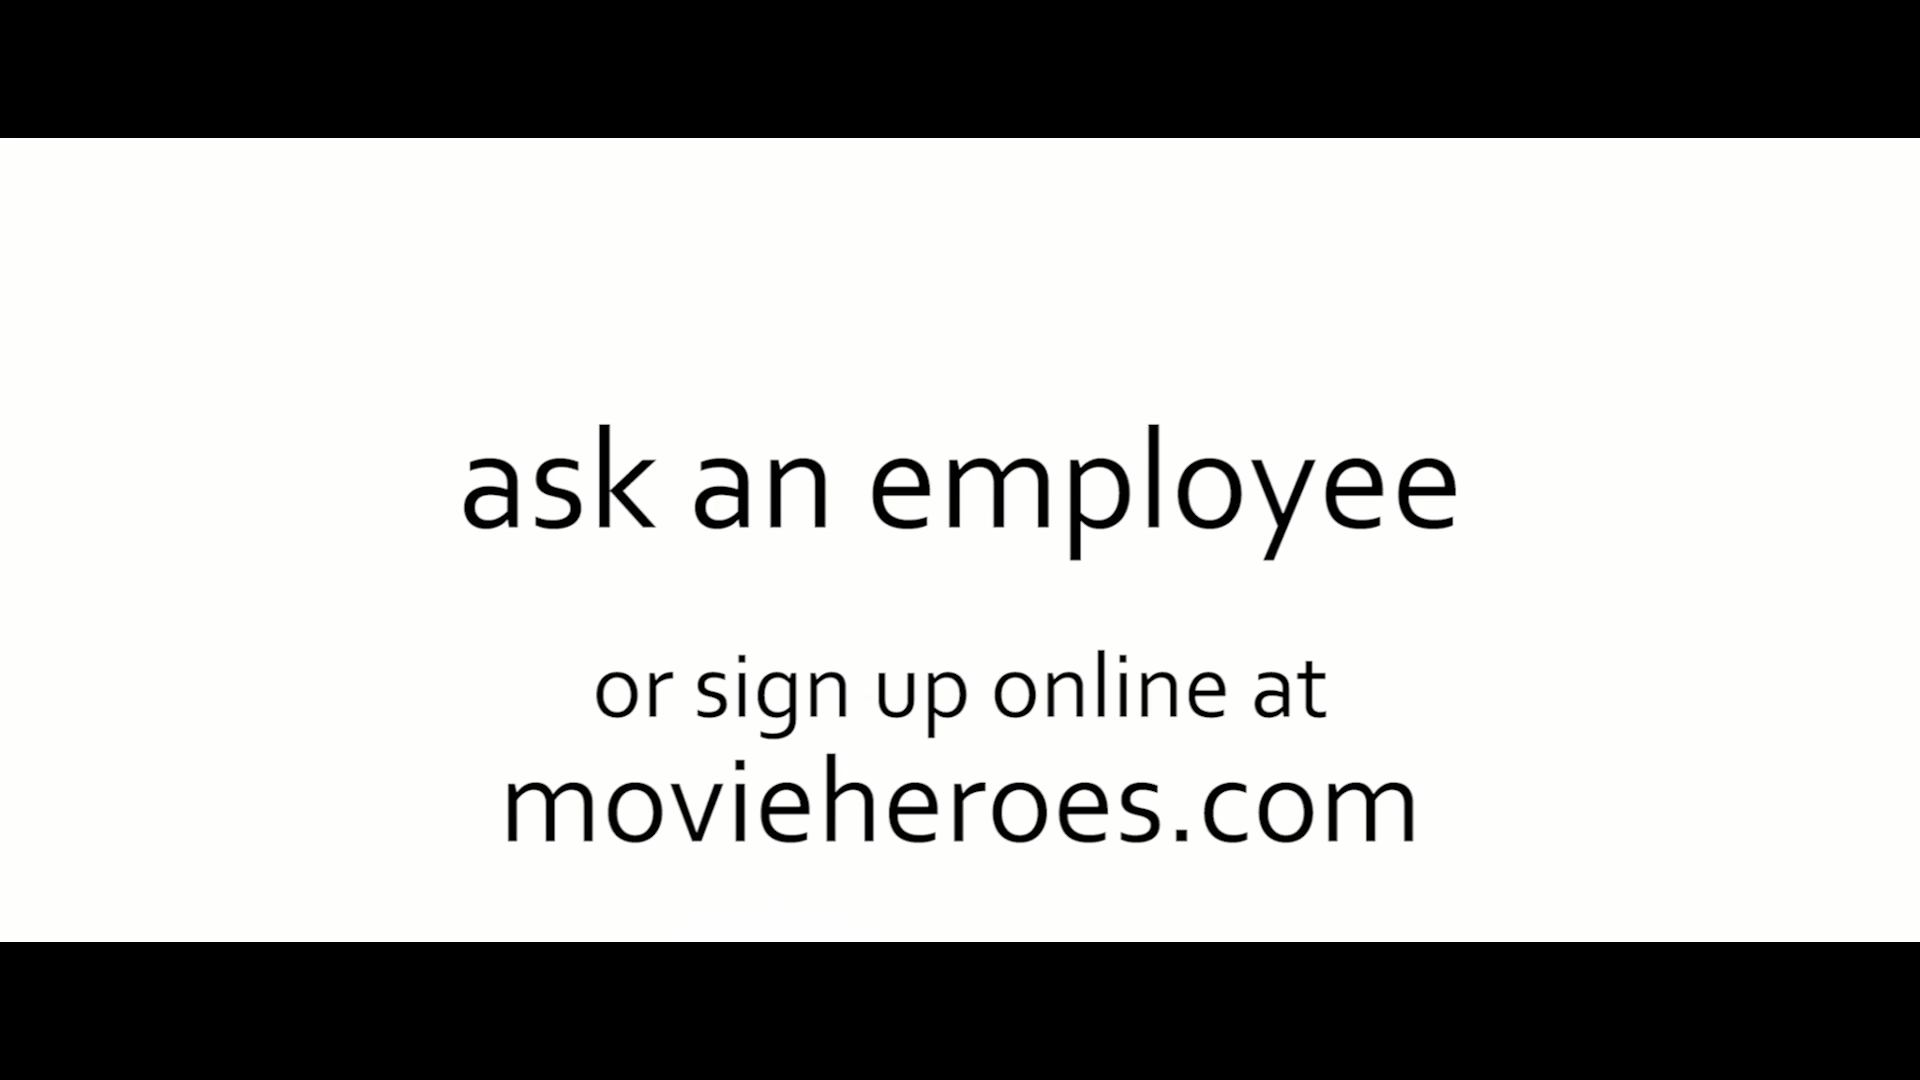 ask an employee
or sign up online at
movieheroes.com